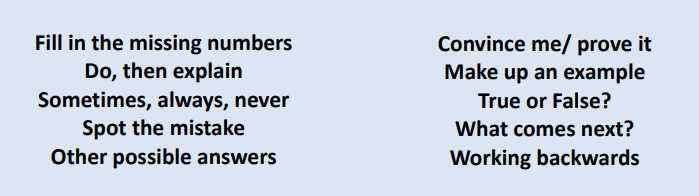 Fill in the missing numbers
Do, then explain
Sometimes, always, never
Spot the mistake
Other possible answers
Convince me/ prove it
Make up an example
True or False?
What comes next?
Working backwards